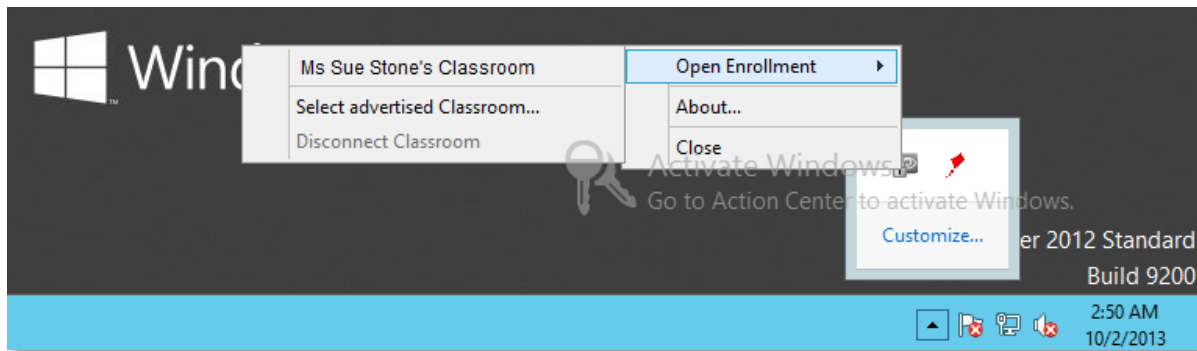 Wind
Ms Sue Stone's Classroom
Select advertised Classroom...
Disconnect Classroom
Open Enrollment
About...
Close
Activate Windows
Go to Action Center to activate Windows.
Customize...
er 2012 Standard
Build 9200
2:50 AM
10/2/2013